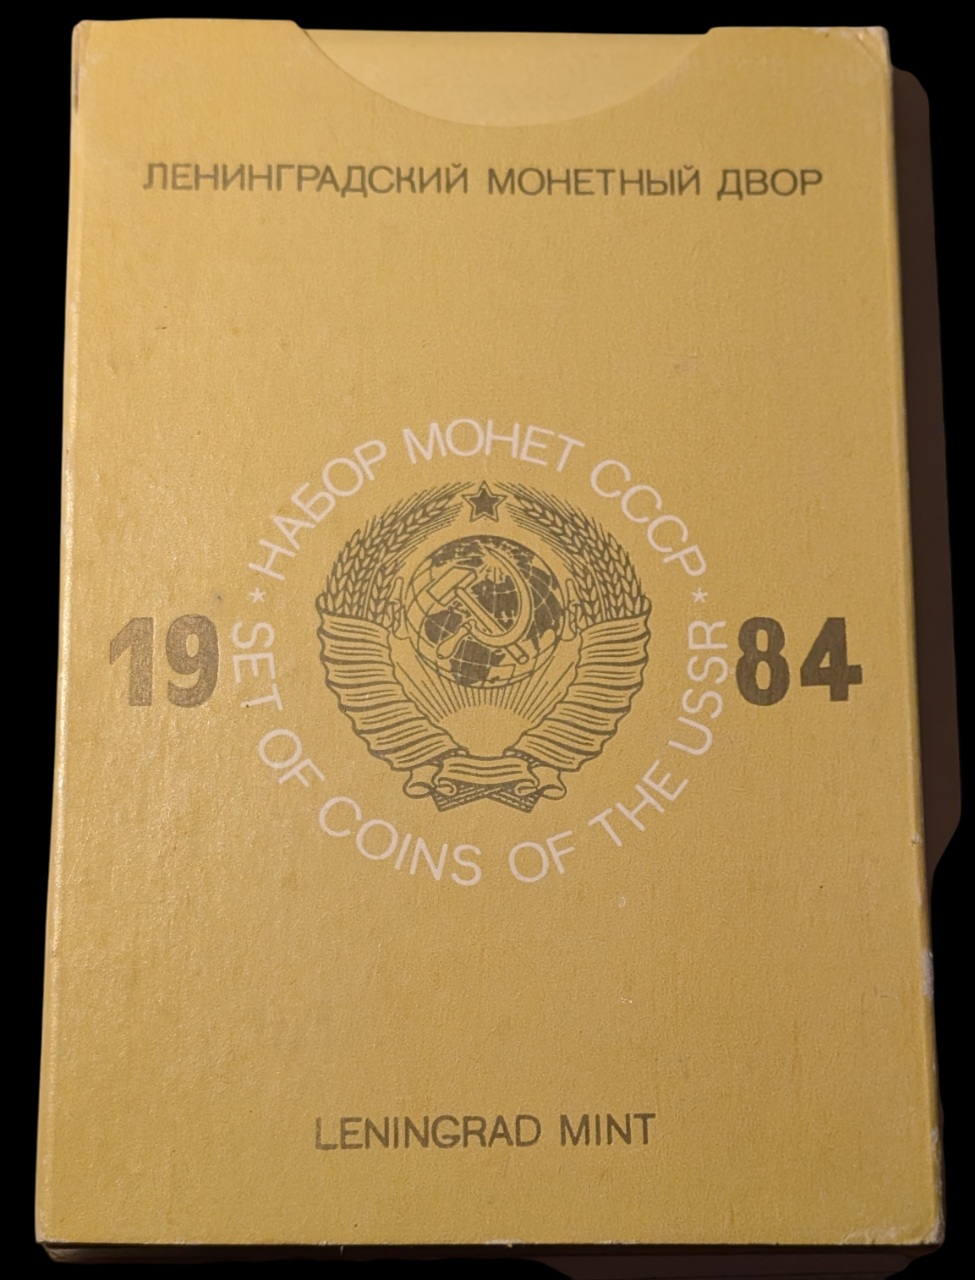 ЛЕНИНГРАДСКИЙ МОНЕТНЫЙ ДВОР
* НАБОР МОНЕТ СССР *
19 84
SET OF COINS OF THE USSR
LENINGRAD MINT